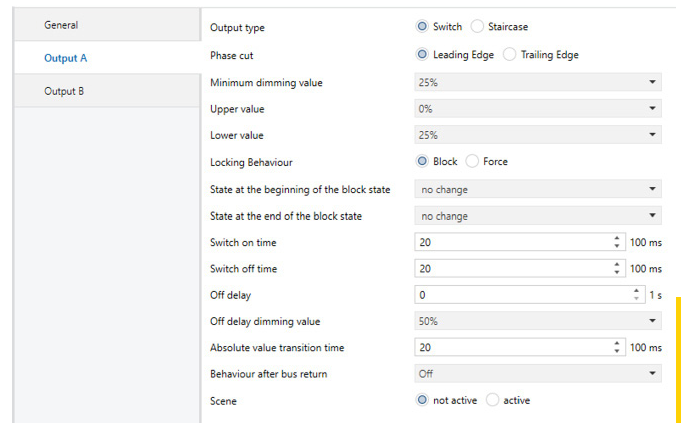 General
Output A
Output B
Output type Switch Staircase
Phase cut Leading Edge Trailing Edge
Minimum dimming value 25%
Upper value 0%
Lower value 25%
Locking Behaviour Block Force
State at the beginning of the block state no change
State at the end of the block state no change
Switch on time 20 100 ms
Switch off time 20 100 ms
Off delay 0 1 s
Off delay dimming value 50%
Absolute value transition time 20 100 ms
Behaviour after bus return Off
Scene not active active